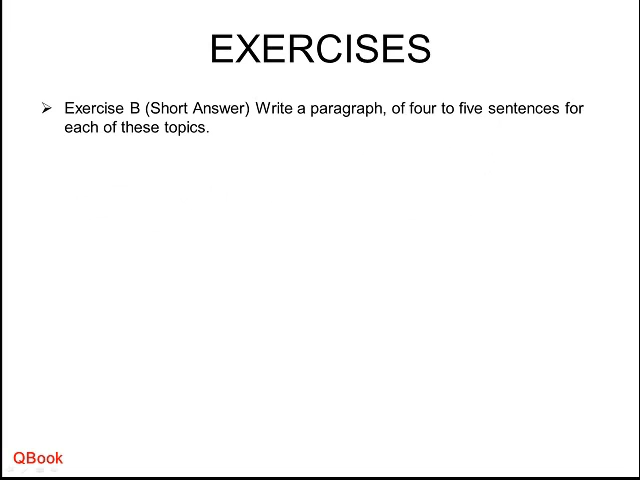 EXERCISES
➢ Exercise B (Short Answer) Write a paragraph, of four to five sentences for
each of these topics.
QBook